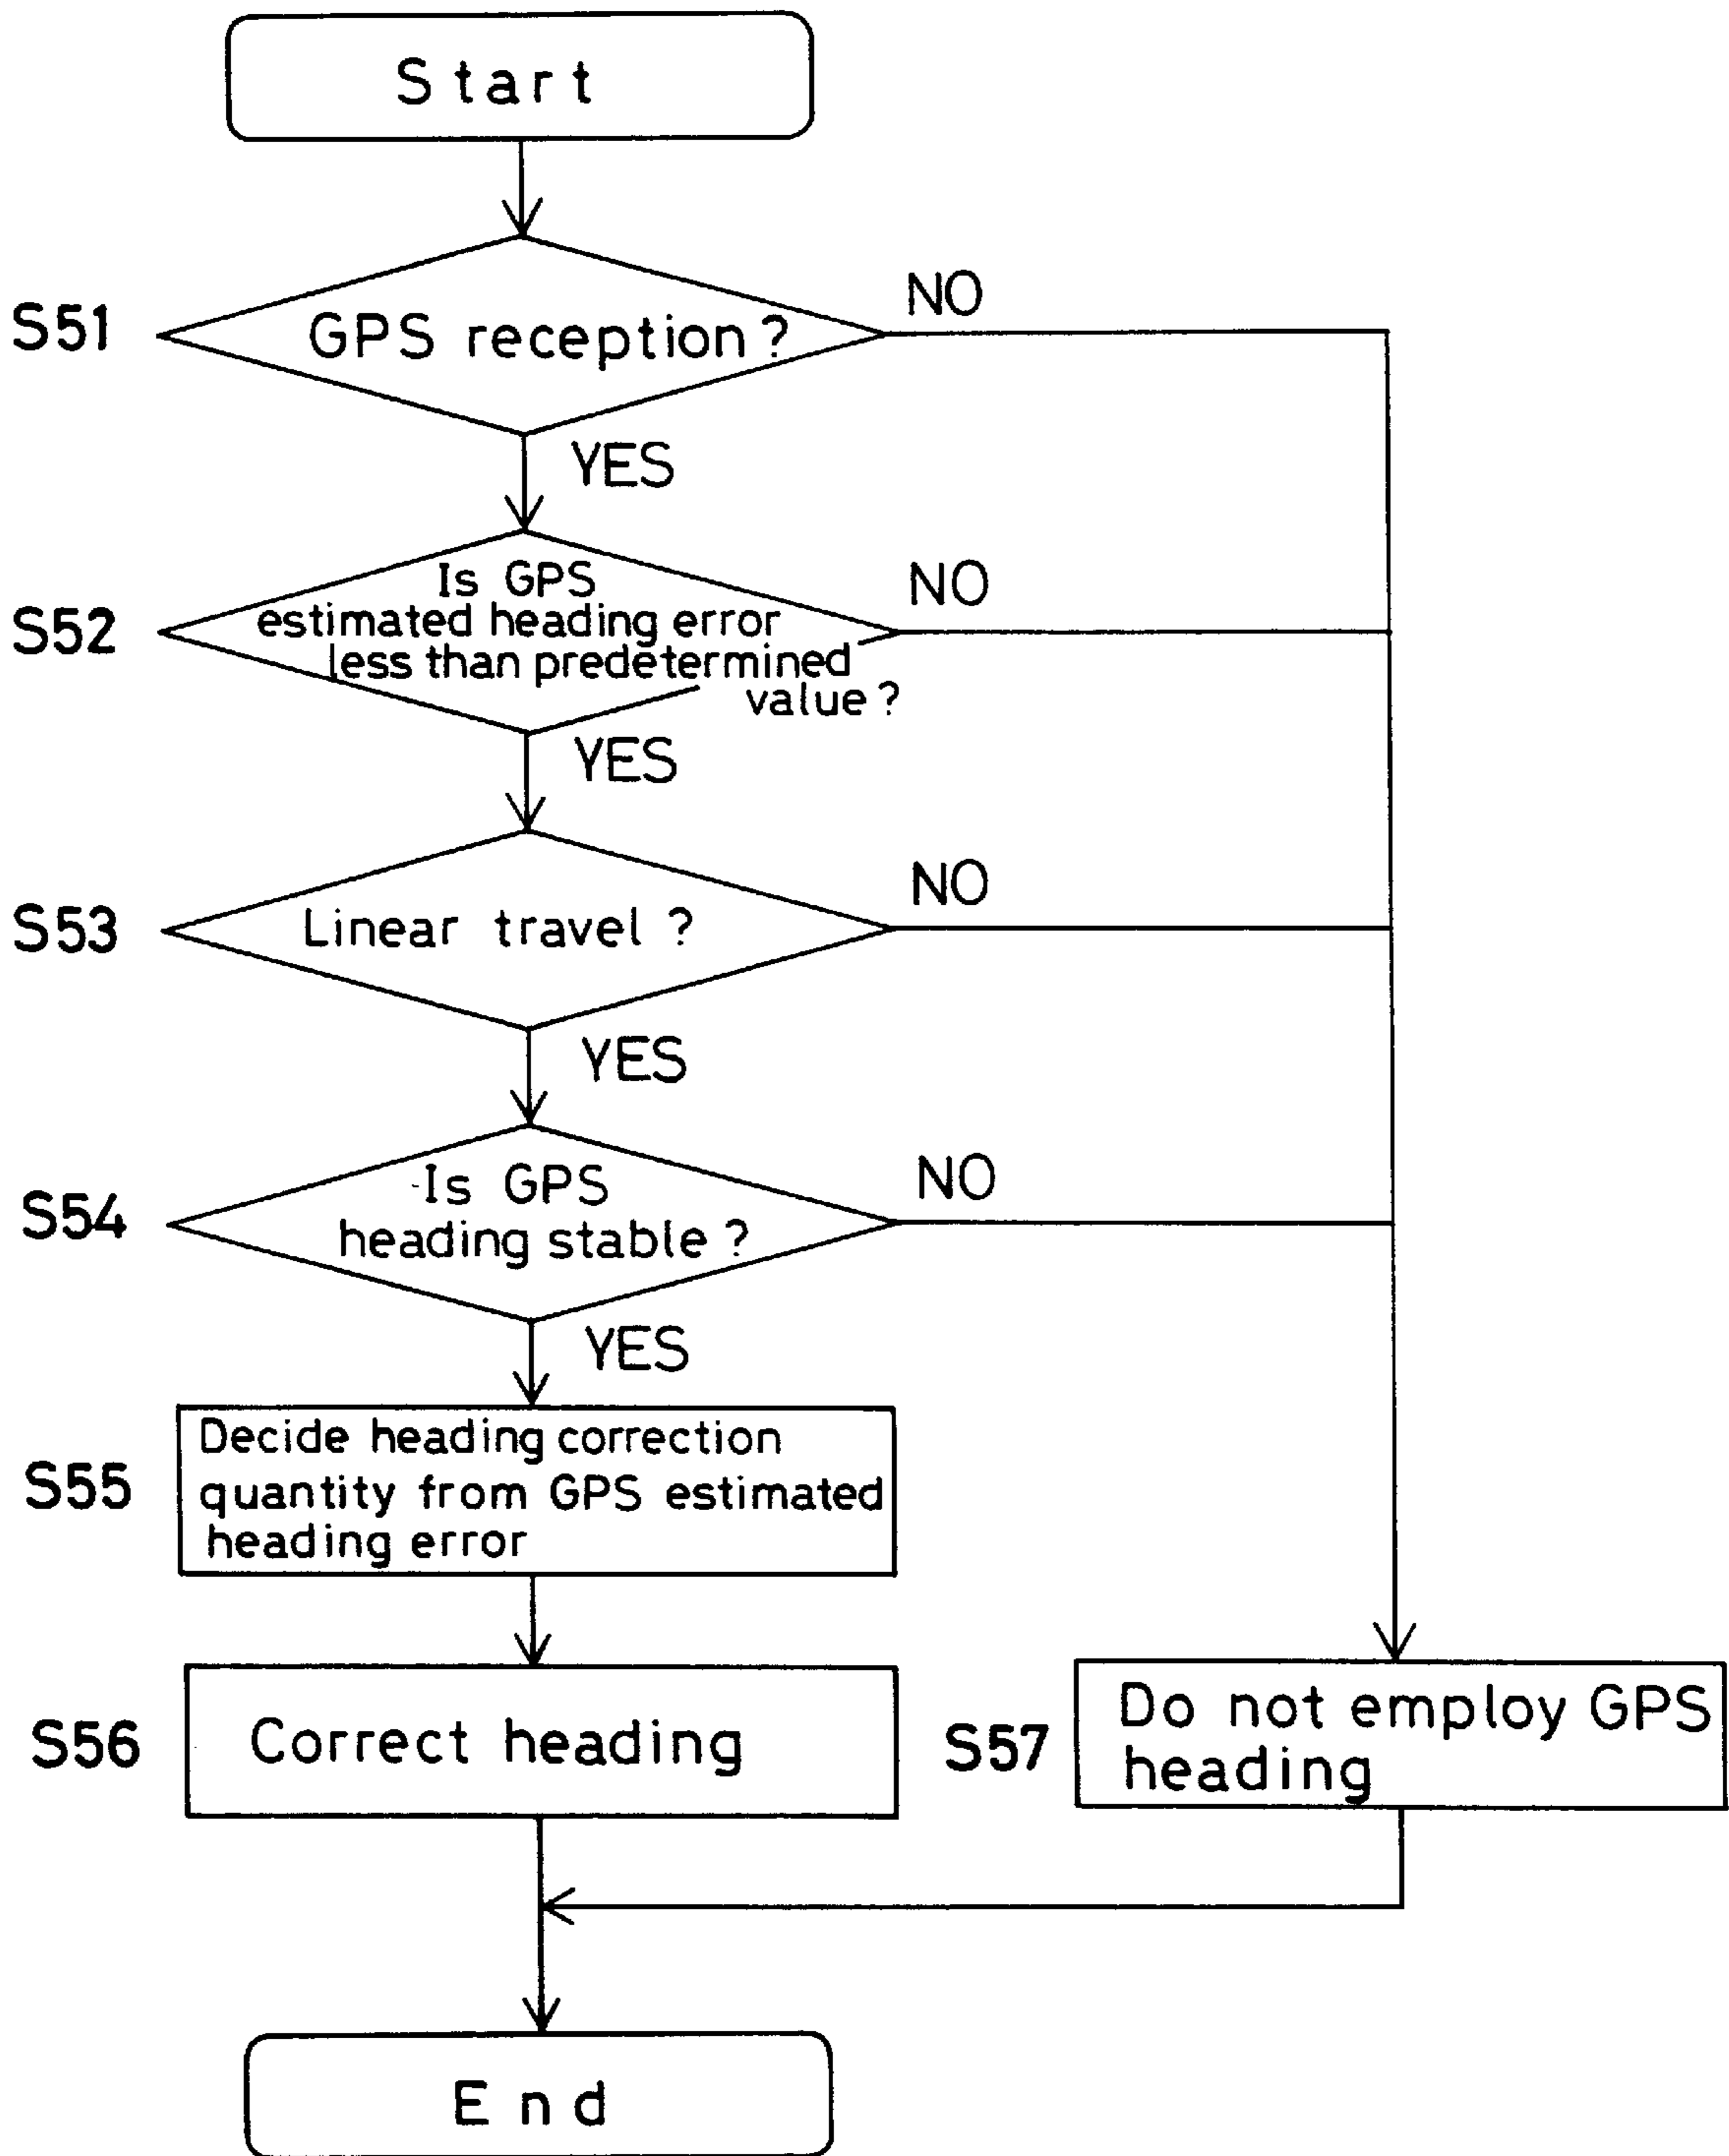 Start
S51
GPS reception ?
NO
YES
S52
Is GPS
estimated heading error
less than predetermined
value ?
NO
YES
S53
Linear travel ?
NO
YES
S54
Is GPS
heading stable ?
NO
YES
S55
Decide heading correction
quantity from GPS estimated
heading error
S56
Correct heading
S57
Do not employ GPS
heading
End